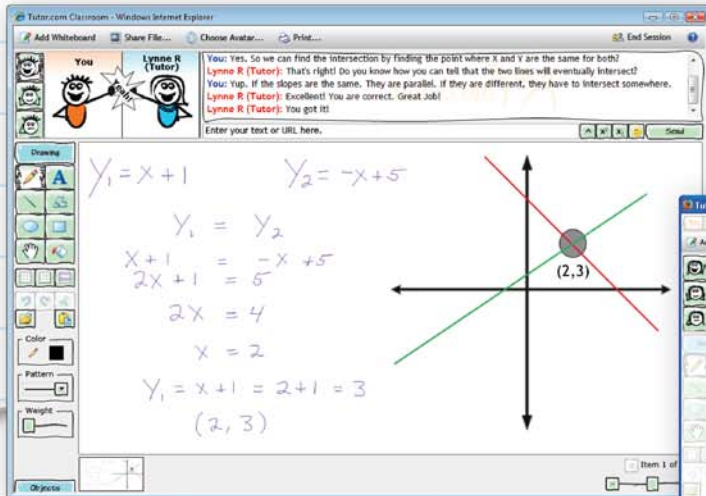 Tutor.com Classroom - Windows Internet Explorer
Add Whiteboard Share File... Choose Avatar... Print... End Session
You
Lynne R
(Tutor)
Yeah!
You: Yes. So we can find the intersection by finding the point where X and Y are the same for both?
Lynne R (Tutor): That's right! Do you know how you can tell that the two lines will eventually intersect?
You: Yup. If the slopes are the same. They are parallel. If they are different, they have to intersect somewhere.
Lynne R (Tutor): Excellent! You are correct. Great Job!
Lynne R (Tutor): You got it!
Enter your text or URL here.
Send
Drawing
A
Color
Pattern
Weight
Objects
Y₁ = x + 1 Y₂ = -x + 5
Y₁ = Y₂
x + 1 = -x + 5
2x + 1 = 5
2x = 4
x = 2
Y₁ = x + 1 = 2 + 1 = 3
(2, 3)
(2,3)
Item 1 of